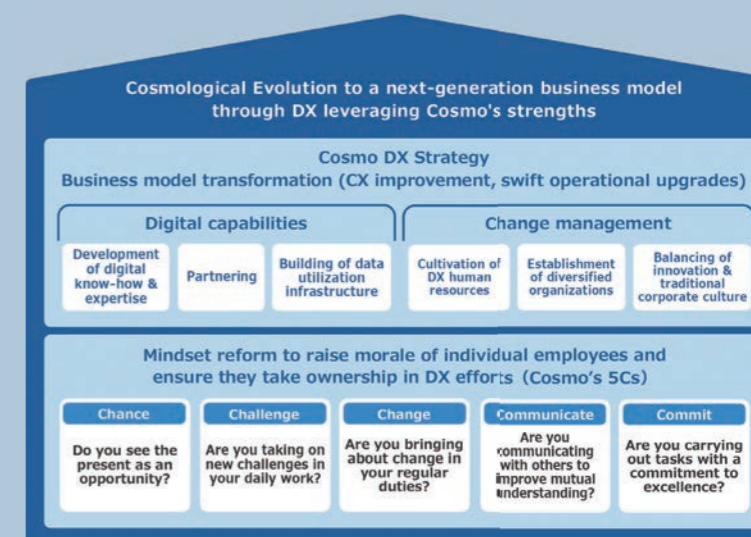 Cosmological Evolution to a next-generation business model
through DX leveraging Cosmo's strengths
Cosmo DX Strategy
Business model transformation (CX improvement, swift operational upgrades)
Digital capabilities
Development
of digital
know-how &
expertise
Partnering
Building of data
utilization
infrastructure
Change management
Cultivation of
DX human
resources
Establishment
of diversified
organizations
Balancing of
innovation &
traditional
corporate culture
Mindset reform to raise morale of individual employees and
ensure they take ownership in DX efforts (Cosmo's 5Cs)
Chance
Do you see the
present as an
opportunity?
Challenge
Are you taking on
new challenges in
your daily work?
Change
Are you bringing
about change in
your regular
duties?
Communicate
Are you
communicating
with others to
improve mutual
understanding?
Commit
Are you carrying
out tasks with a
commitment to
excellence?